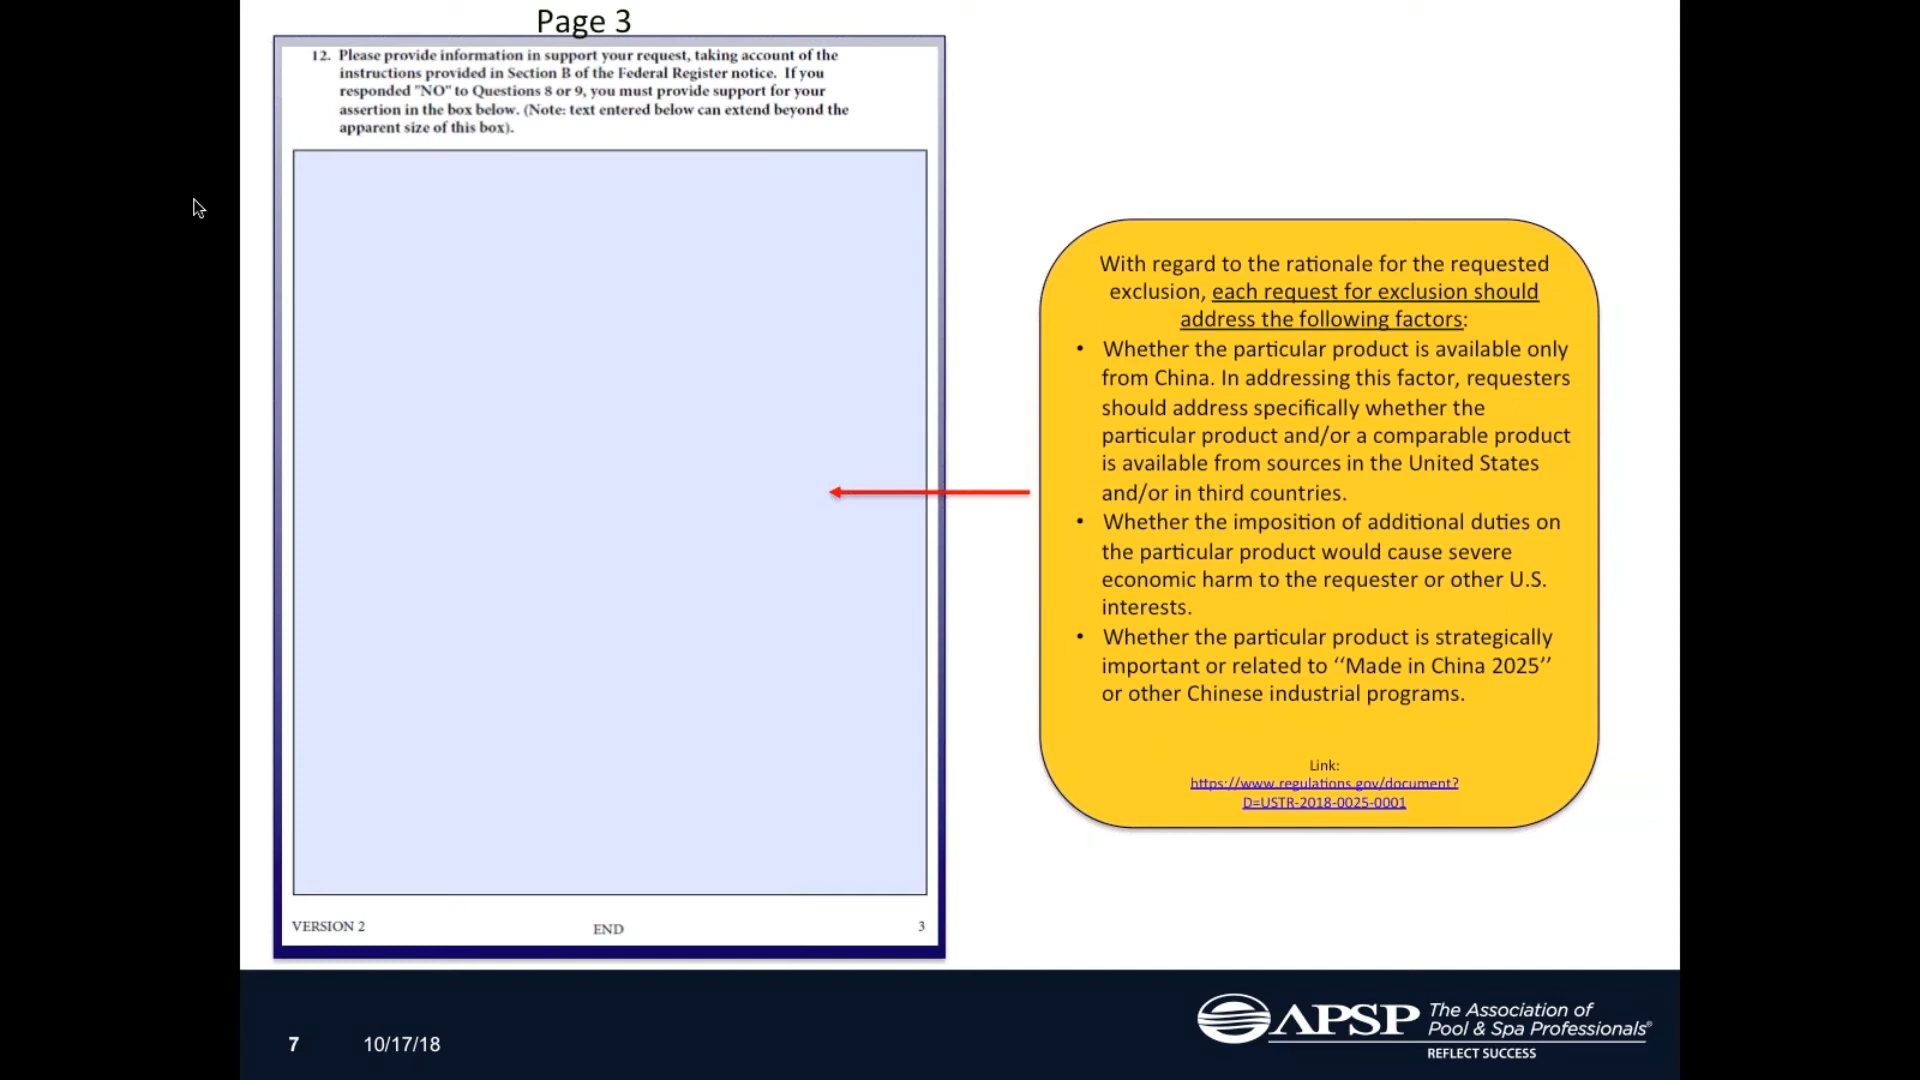 Page 3
12. Please provide information in support your request, taking account of the
instructions provided in Section B of the Federal Register notice. If you
responded "NO" to Questions 8 or 9, you must provide support for your
assertion in the box below. (Note: text entered below can extend beyond the
apparent size of this box).
VERSION 2
END
3
With regard to the rationale for the requested
exclusion, each request for exclusion should
address the following factors:
• Whether the particular product is available only
from China. In addressing this factor, requesters
should address specifically whether the
particular product and/or a comparable product
is available from sources in the United States
and/or in third countries.
• Whether the imposition of additional duties on
the particular product would cause severe
economic harm to the requester or other U.S.
interests.
• Whether the particular product is strategically
important or related to ‘‘Made in China 2025’’
or other Chinese industrial programs.
Link:
https://www.regulations.gov/document?
D=USTR-2018-0025-0001
7
10/17/18
APSP
The Association of
Pool & Spa Professionals®
REFLECT SUCCESS